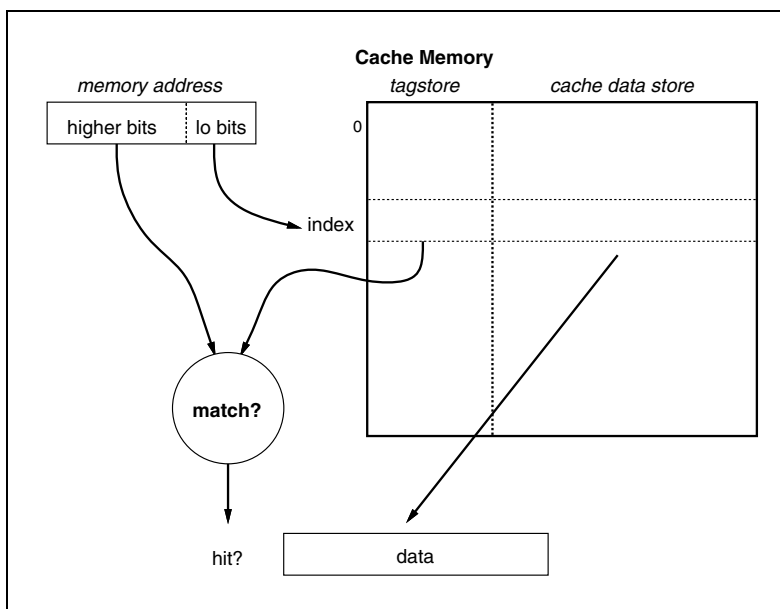 Cache Memory
memory address
tagstore
cache data store
higher bits
lo bits
0
index
match?
hit?
data